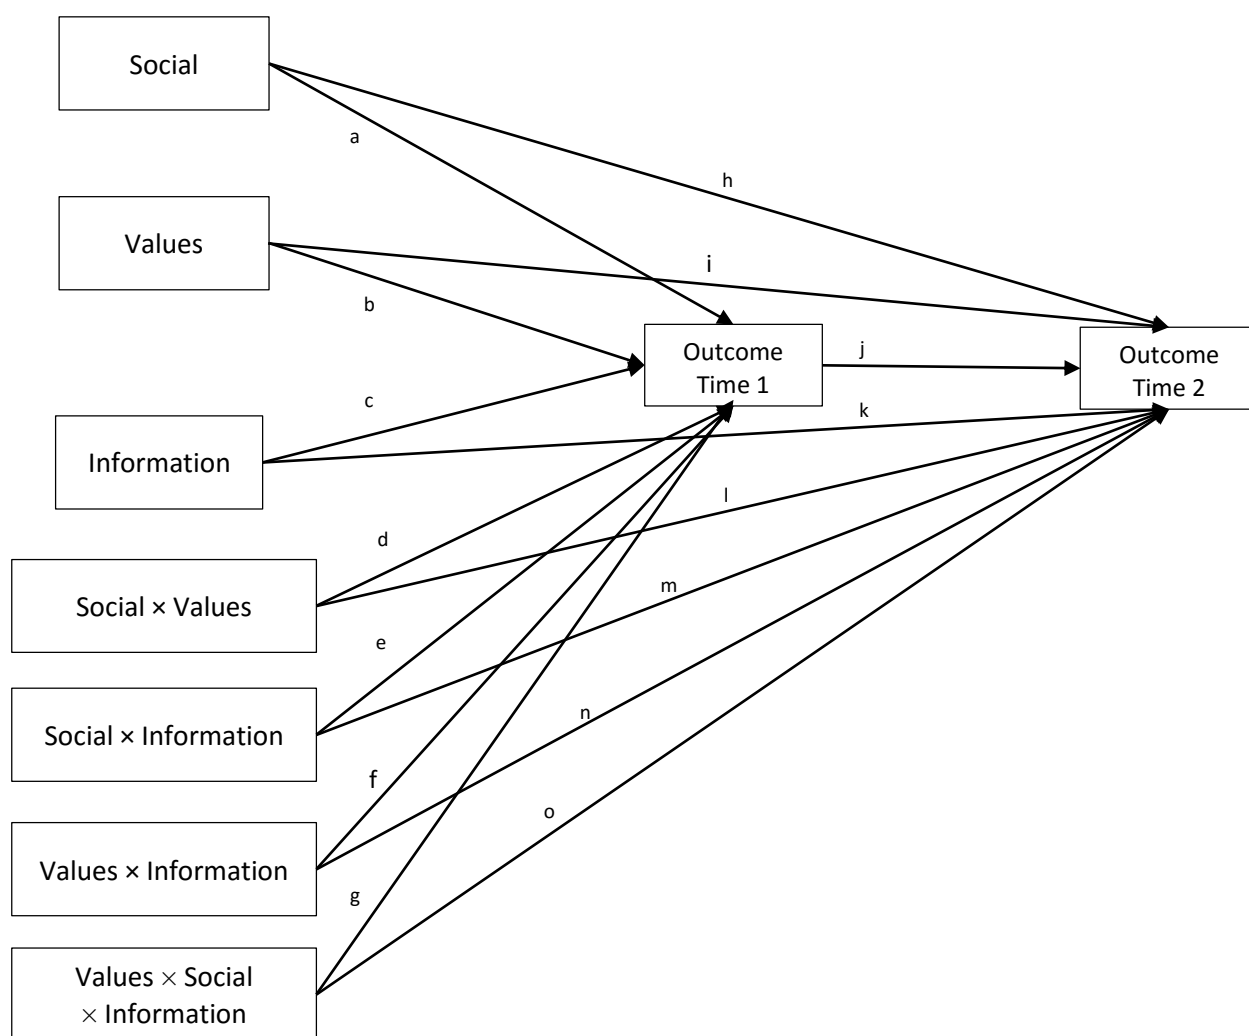 Social
a
h
Values
i
b
Outcome
Time 1
j
Outcome
Time 2
c
k
Information
l
d
Social × Values
m
e
Social × Information
n
f
o
Values × Information
g
Values × Social
× Information